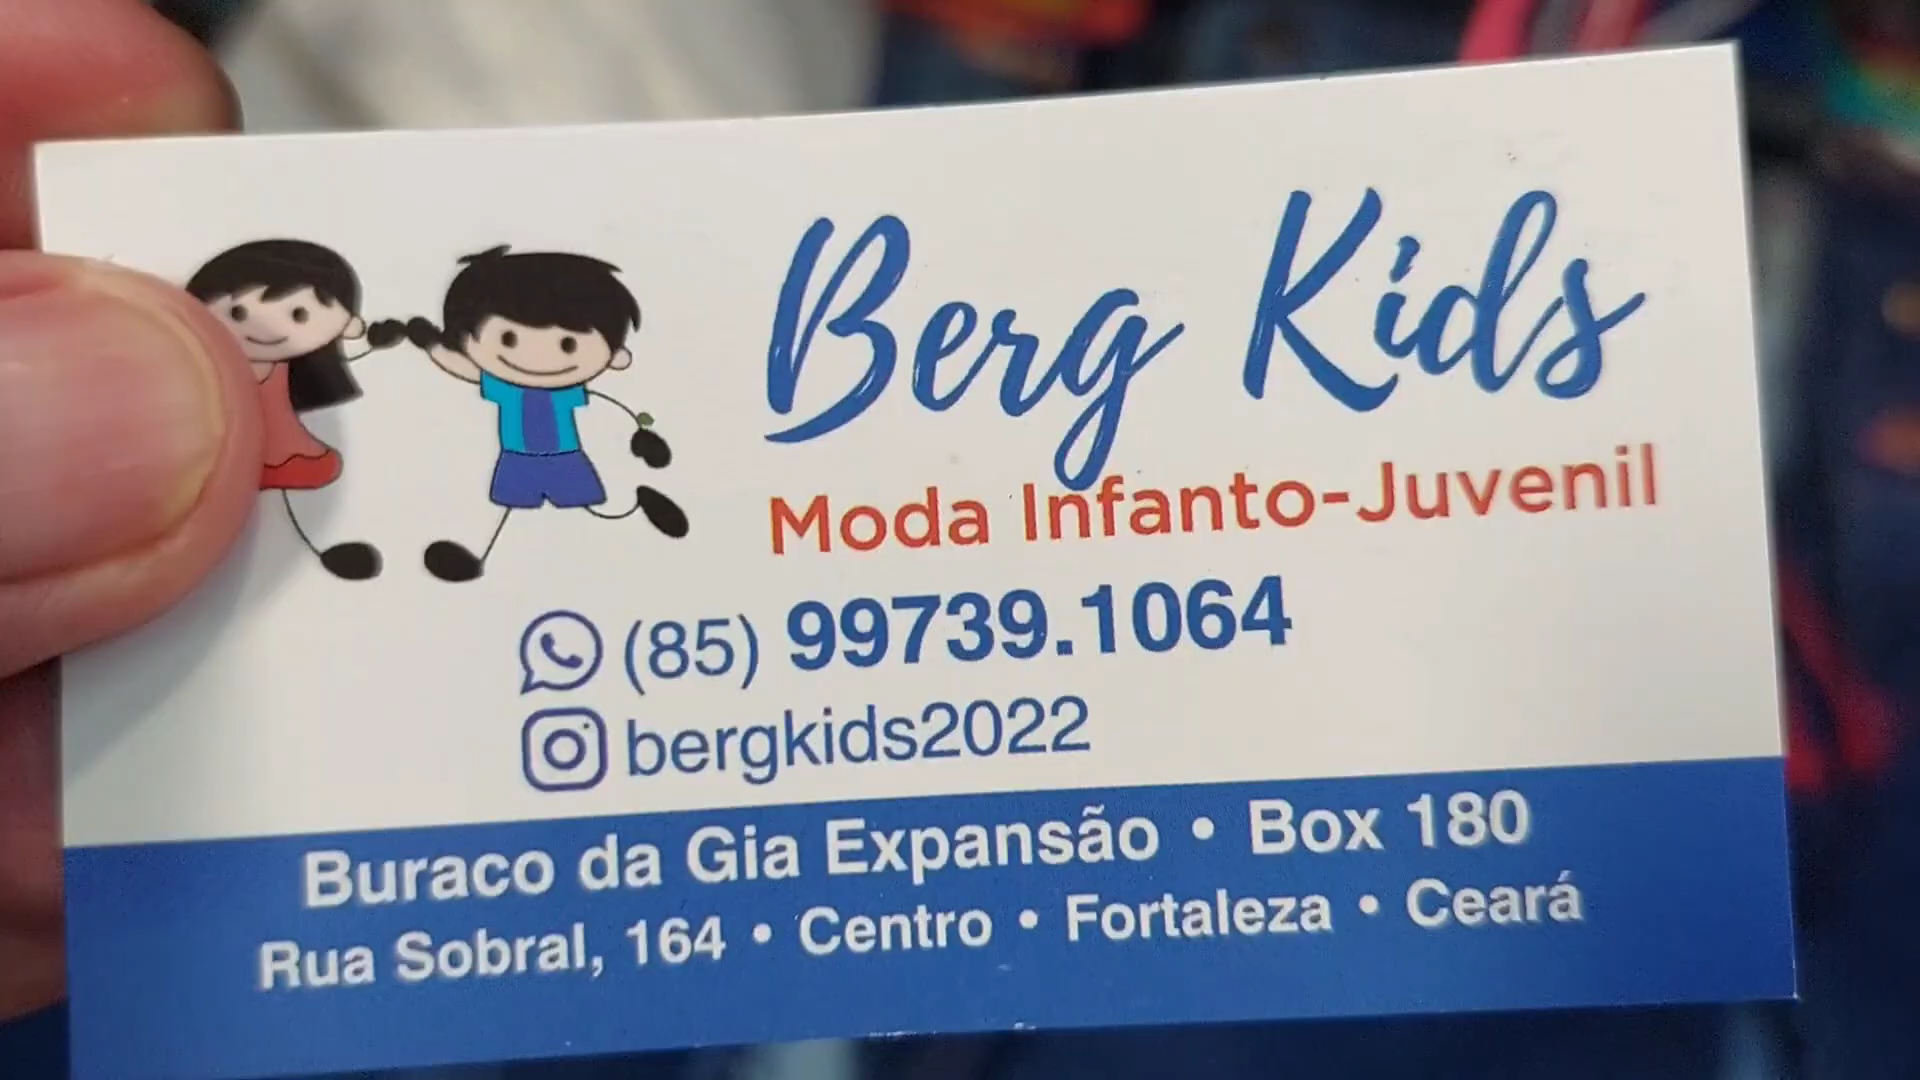 Berg Kids
Moda Infanto-Juvenil
(85) 99739.1064
bergkids2022
Buraco da Gia Expansão • Box 180
Rua Sobral, 164 • Centro • Fortaleza • Ceará